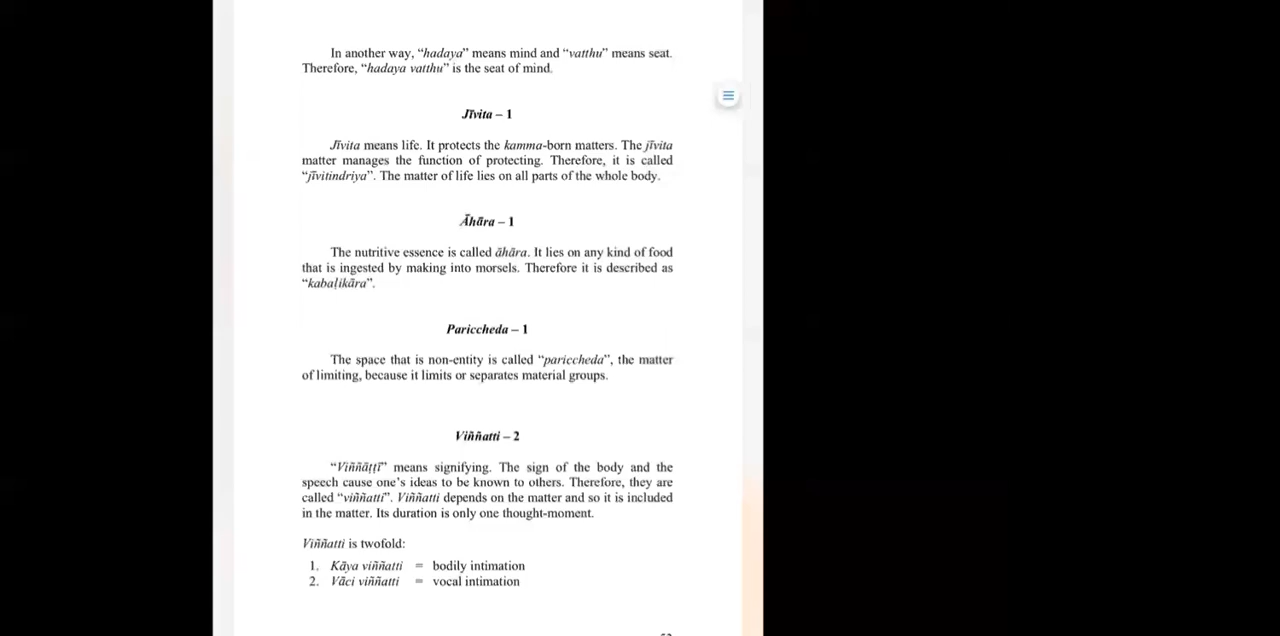 In another way, “hadaya” means mind and “vatthu” means seat.
Therefore, “hadaya vatthu” is the seat of mind.
Jīvita – 1
Jīvita means life. It protects the kamma-born matters. The jīvita
matter manages the function of protecting. Therefore, it is called
“jīvitindriya”. The matter of life lies on all parts of the whole body.
Āhāra – 1
The nutritive essence is called āhāra. It lies on any kind of food
that is ingested by making into morsels. Therefore it is described as
“kabaḷikāra”.
Pariccheda – 1
The space that is non-entity is called “pariccheda”, the matter
of limiting, because it limits or separates material groups.
Viññatti – 2
“Viññāṭṭī” means signifying. The sign of the body and the
speech cause one’s ideas to be known to others. Therefore, they are
called “viññatti”. Viññatti depends on the matter and so it is included
in the matter. Its duration is only one thought-moment.
Viññatti is twofold:
1. Kāya viññatti = bodily intimation
2. Vāci viññatti = vocal intimation